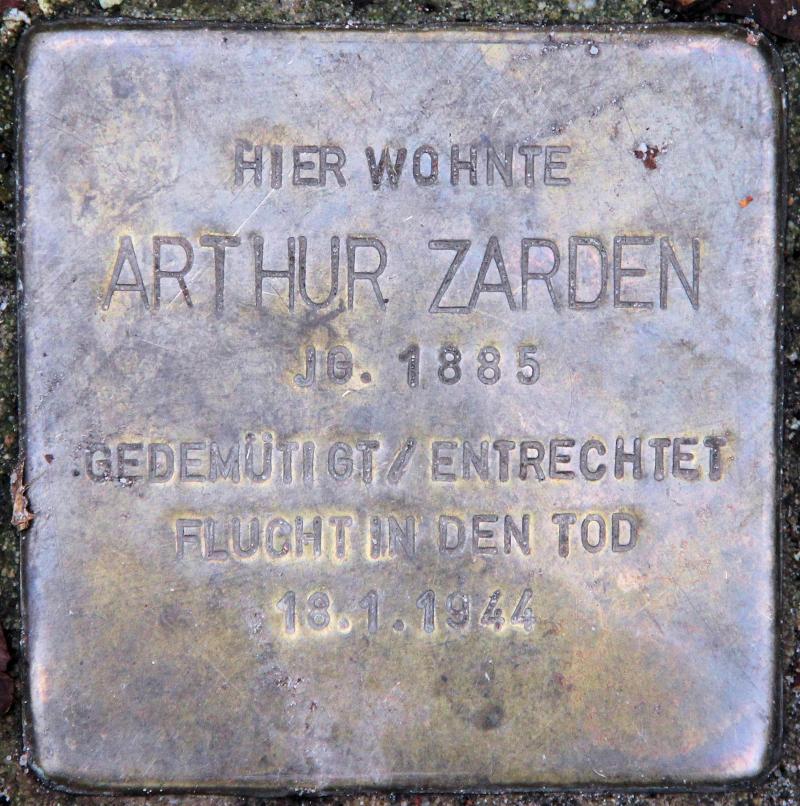 HIER WOHNTE
ARTHUR ZARDEN
JG. 1885
GEDEMÜTIGT/ENTRECHTET
FLUCHT IN DEN TOD
18.1.1944